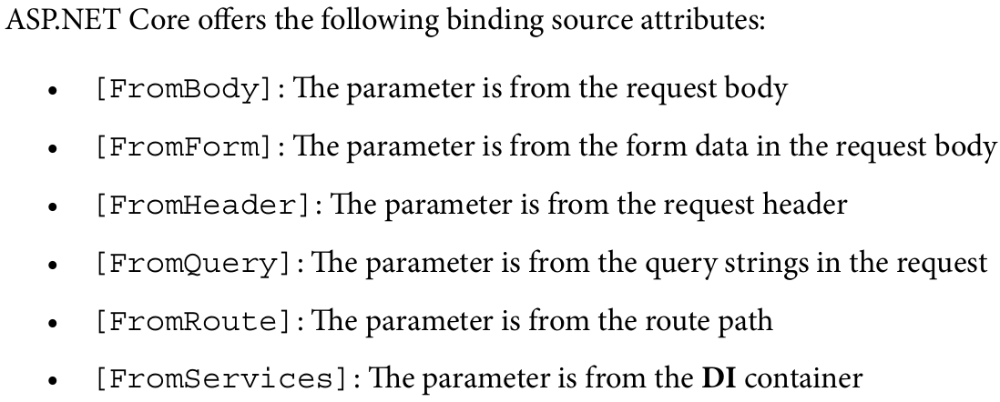 ASP.NET Core offers the following binding source attributes:
• [FromBody]: The parameter is from the request body
• [FromForm]: The parameter is from the form data in the request body
• [FromHeader]: The parameter is from the request header
• [FromQuery]: The parameter is from the query strings in the request
• [FromRoute]: The parameter is from the route path
• [FromServices]: The parameter is from the DI container